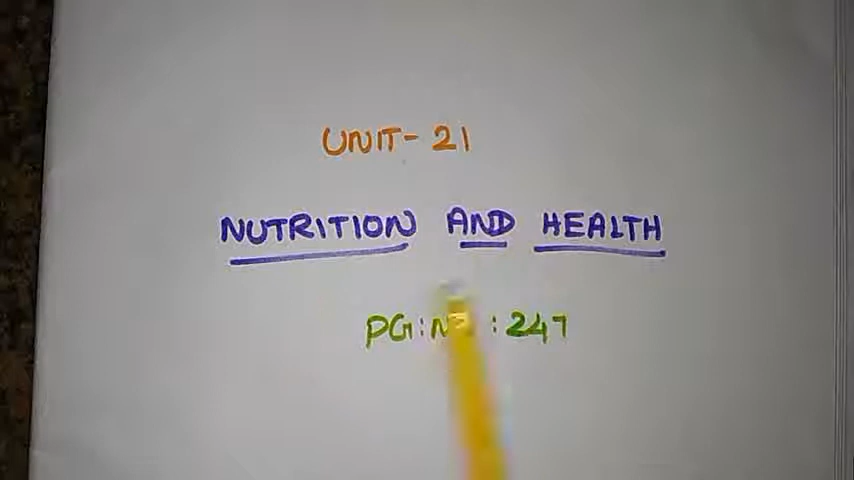 UNIT- 21
NUTRITION AND HEALTH
PG: : 247